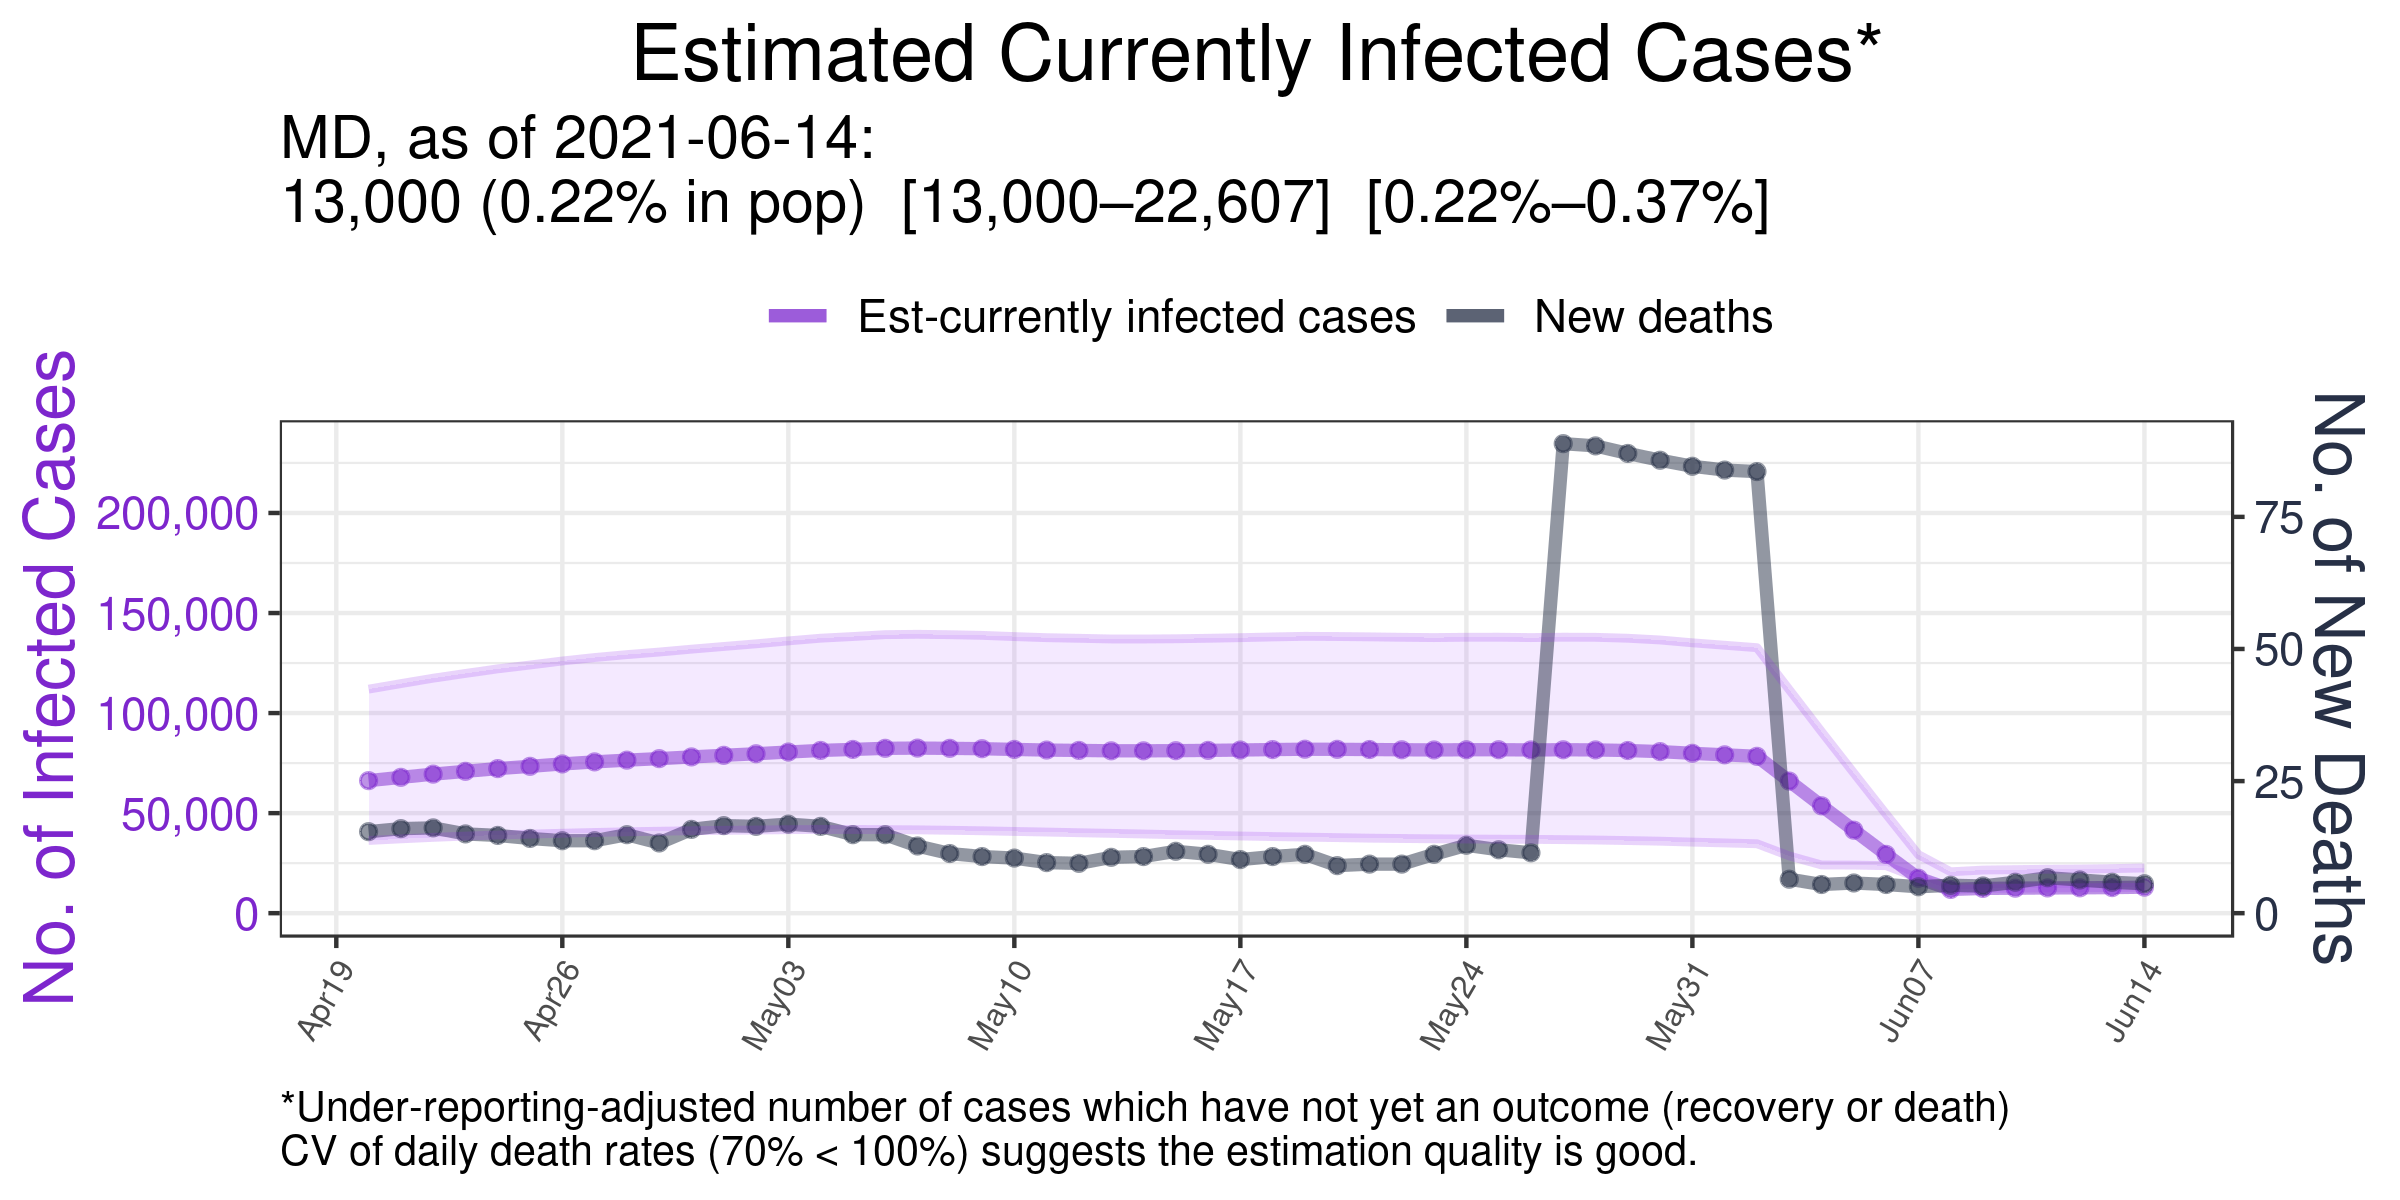 Estimated Currently Infected Cases*
MD, as of 2021-06-14:
13,000 (0.22% in pop)  [13,000–22,607]  [0.22%–0.37%]
Est-currently infected cases
New deaths
No. of Infected Cases
200,000
150,000
100,000
50,000
0
75
50
25
0
No. of New Deaths
Apr19
Apr26
May03
May10
May17
May24
May31
Jun07
Jun14
*Under-reporting-adjusted number of cases which have not yet an outcome (recovery or death)
CV of daily death rates (70% < 100%) suggests the estimation quality is good.